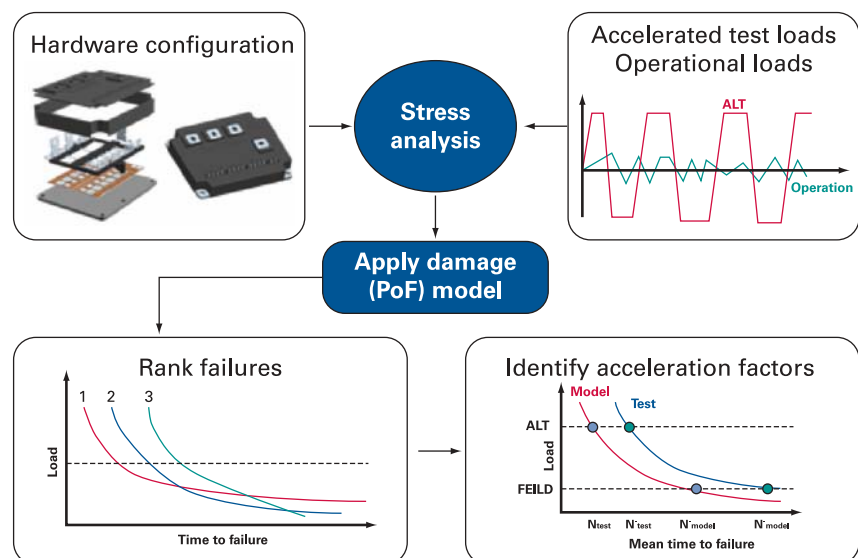 Hardware configuration
Accelerated test loads
Operational loads
ALT
Operation
Stress
analysis
Apply damage
(PoF) model
Rank failures
1 2 3
Load
Time to failure
Identify acceleration factors
Model
Test
ALT
Load
FEILD
Ntest N-test N-model N-model
Mean time to failure